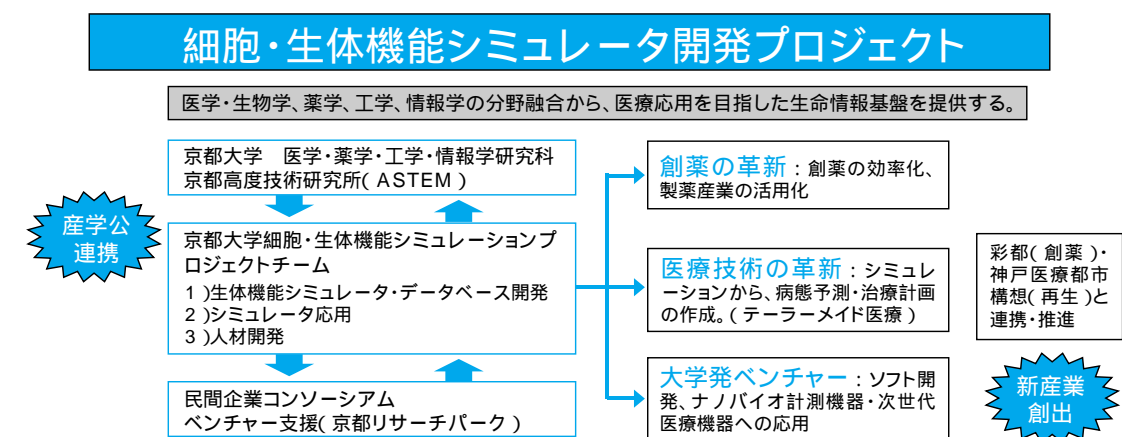 細胞・生体機能シミュレータ開発プロジェクト
医学・生物学、薬学、工学、情報学の分野融合から、医療応用を目指した生命情報基盤を提供する。
京都大学　医学・薬学・工学・情報学研究科
京都高度技術研究所( ASTEM )
産学公
連携
京都大学細胞・生体機能シミュレーションプ
ロジェクトチーム
1 )生体機能シミュレータ・データベース開発
2 )シミュレータ応用
3 )人材開発
民間企業コンソーシアム
ベンチャー支援( 京都リサーチパーク )
創薬の革新：創薬の効率化、
製薬産業の活用化
医療技術の革新：シミュレ
ーションから、病態予測・治療計画
の作成。( テーラーメイド医療 )
大学発ベンチャー：ソフト開
発、ナノバイオ計測機器・次世代
医療機器への応用
彩都( 創薬 )・
神戸医療都市
構想( 再生 )と
連携・推進
新産業
創出